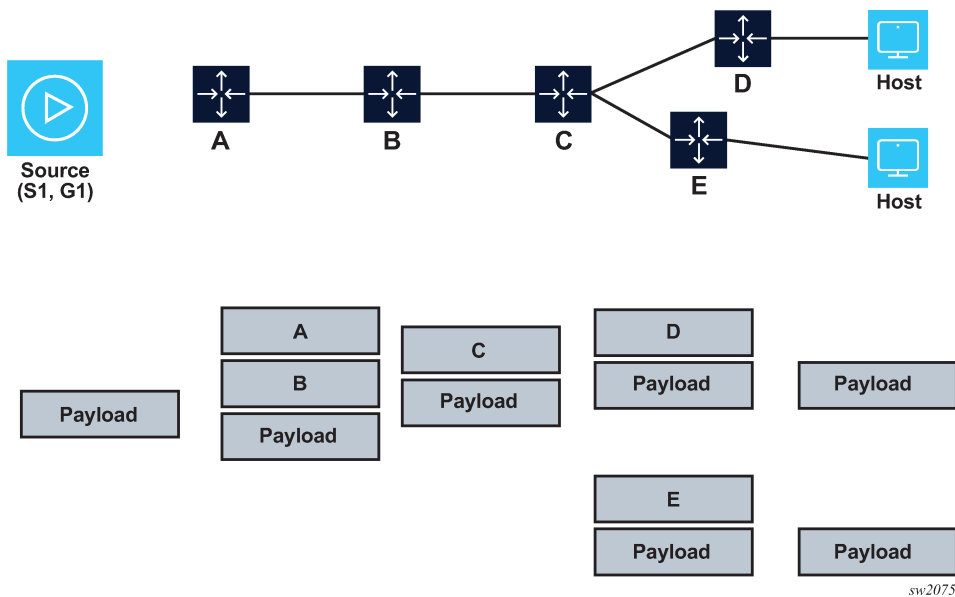 D
Host
Source
(S1, G1)
A
B
C
E
Host
A
B
Payload
Payload
C
Payload
D
Payload
Payload
E
Payload
Payload
sw2075